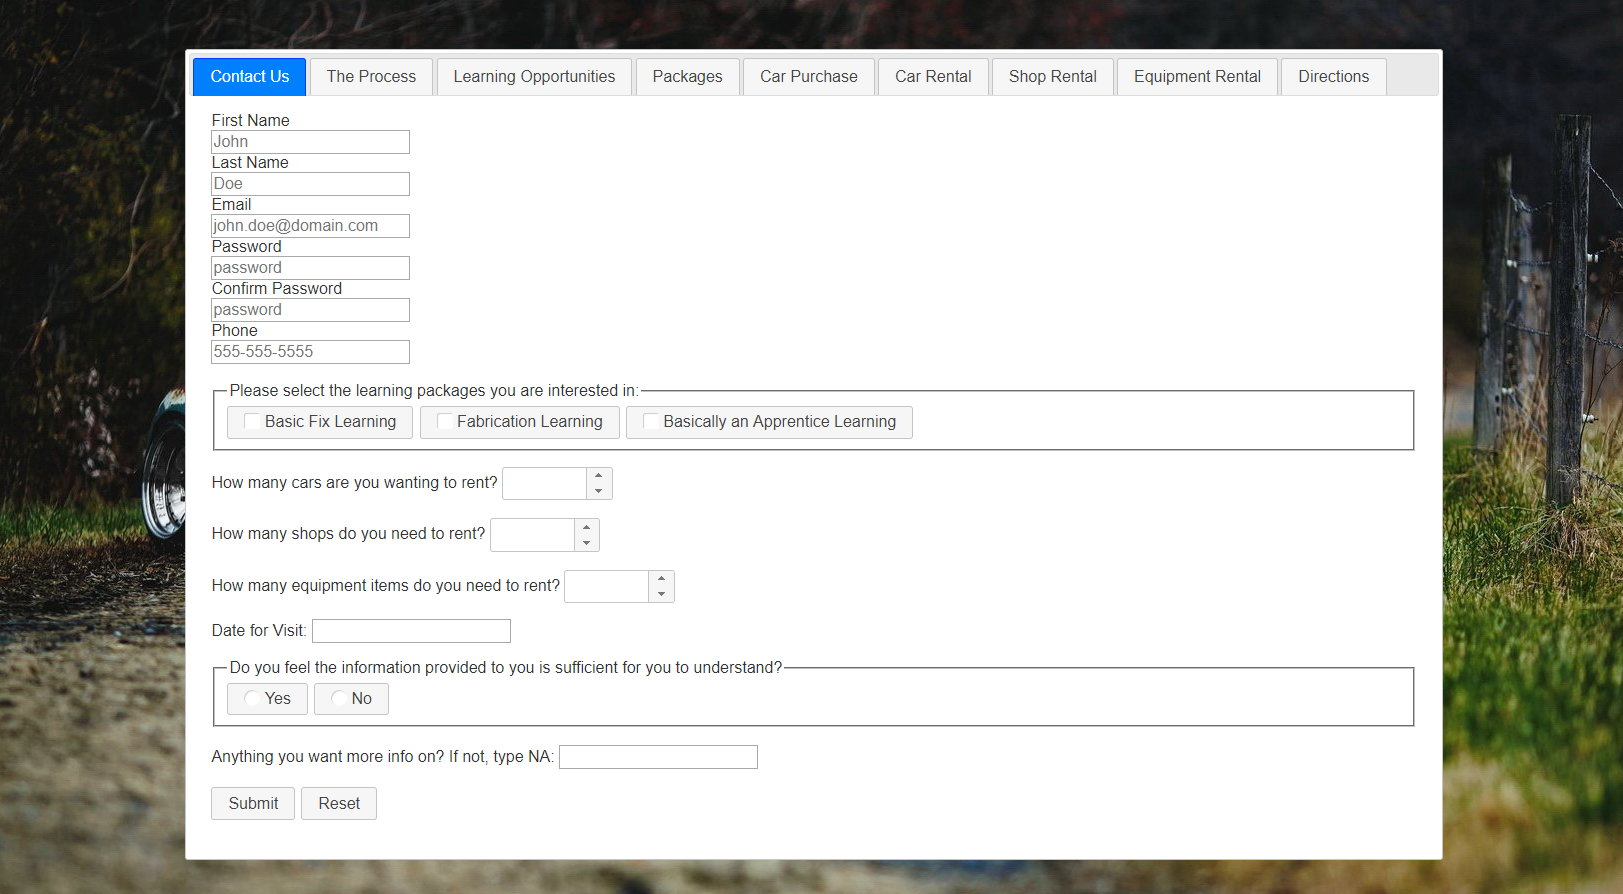 Contact Us The Process Learning Opportunities Packages Car Purchase Car Rental Shop Rental Equipment Rental Directions
First Name
John
Last Name
Doe
Email
john.doe@domain.com
Password
password
Confirm Password
password
Phone
555-555-5555
Please select the learning packages you are interested in:
Basic Fix Learning Fabrication Learning Basically an Apprentice Learning
How many cars are you wanting to rent?
How many shops do you need to rent?
How many equipment items do you need to rent?
Date for Visit:
Do you feel the information provided to you is sufficient for you to understand?
Yes No
Anything you want more info on? If not, type NA:
Submit Reset